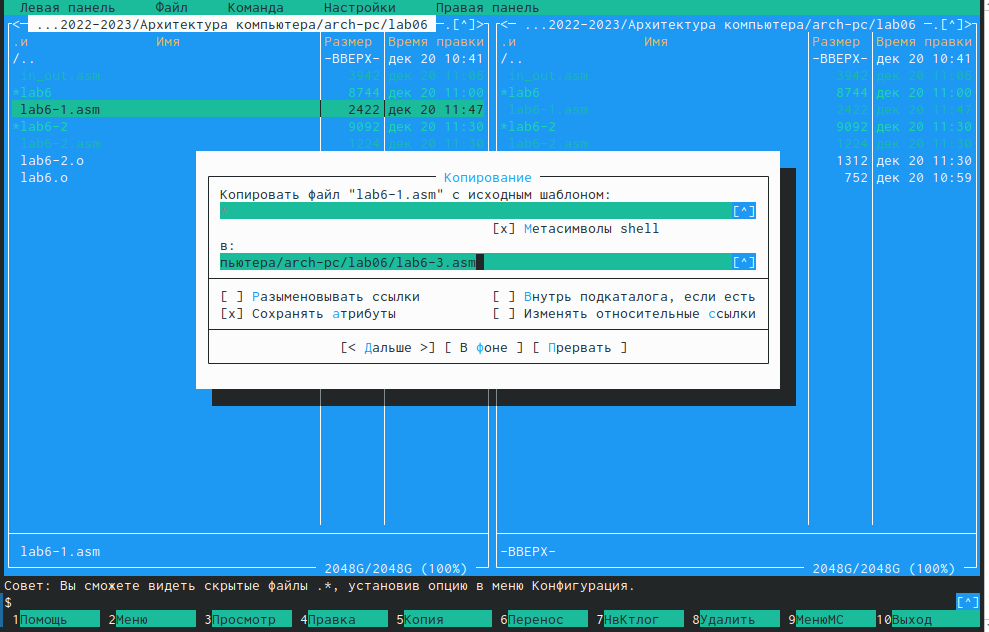 Левая панель Файл Команда Настройки Правая панель
<─ ...2022-2023/Архитектура компьютера/arch-pc/lab06 ─.[^]> <─ ...2022-2023/Архитектура компьютера/arch-pc/lab06 ─.[^]>
.и Имя Размер Время правки .и Имя Размер Время правки
/.. -ВВЕРХ- дек 20 10:41 /.. -ВВЕРХ- дек 20 10:41
in_out.asm 3942 дек 20 11:08 in_out.asm 3942 дек 20 11:08
*lab6 8744 дек 20 11:00 *lab6 8744 дек 20 11:00
lab6-1.asm 2422 дек 20 11:47 lab6-1.asm 2422 дек 20 11:47
*lab6-2 9092 дек 20 11:30 *lab6-2 9092 дек 20 11:30
lab6-2.asm 1224 дек 20 11:30 lab6-2.asm 1224 дек 20 11:30
lab6-2.o 1312 дек 20 11:30
lab6.o 752 дек 20 10:59
Копирование
Копировать файл "lab6-1.asm" с исходным шаблоном:
[^]
[x] Метасимволы shell
в:
пьютера/arch-pc/lab06/lab6-3.asm [^]
[ ] Разыменовывать ссылки [ ] Внутрь подкаталога, если есть
[x] Сохранять атрибуты [ ] Изменять относительные ссылки
[< Дальше >] [ В фоне ] [ Прервать ]
lab6-1.asm -ВВЕРХ-
2048G/2048G (100%) 2048G/2048G (100%)
Совет: Вы сможете видеть скрытые файлы .*, установив опцию в меню Конфигурация.
$ [^]
1Помощь 2Меню 3Просмотр 4Правка 5Копия 6Перенос 7НвКтлог 8Удалить 9МенюМС 10Выход